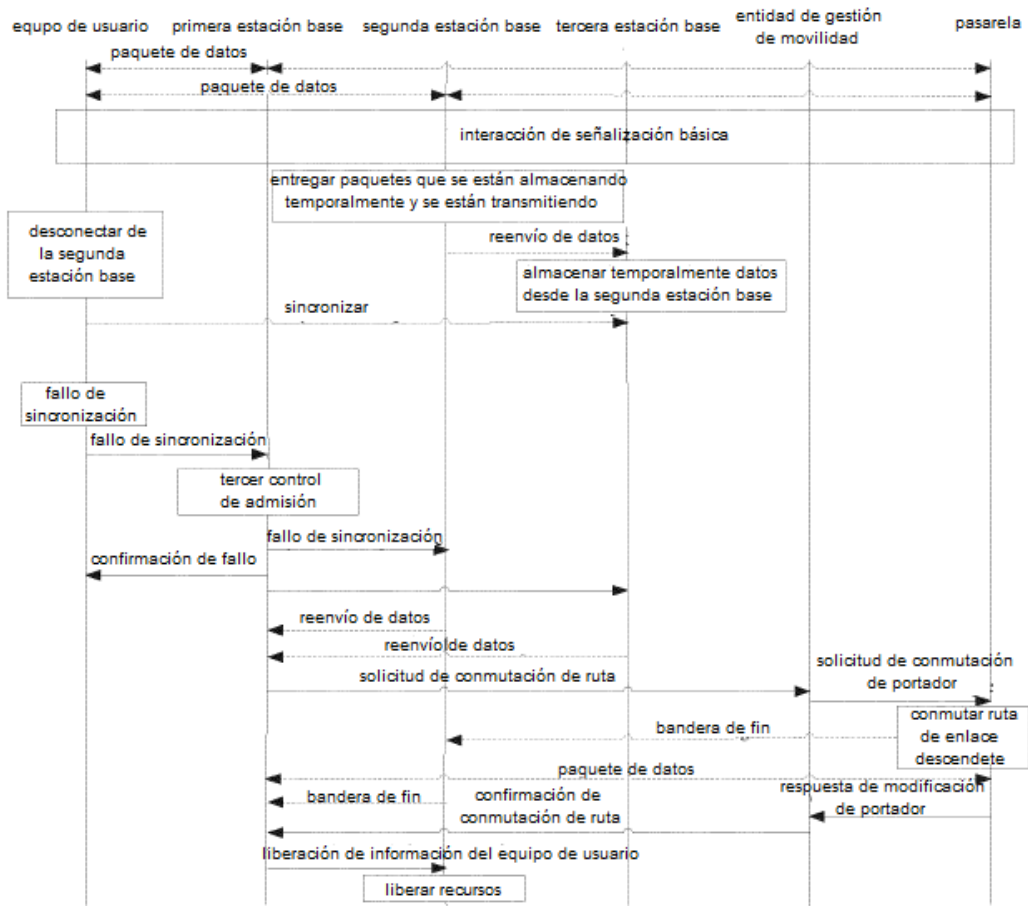 equpo de usuario
primera estación base
segunda estación base
tercera estación base
entidad de gestión
de movilidad
pasarela
paquete de datos
paquete de datos
interacción de señalización básica
entregar paquetes que se están almacenando
temporalmente y se están transmitiendo
desconectar de
la segunda
estación base
reenvío de datos
almacenar temporalmente datos
desde la segunda estación base
sincronizar
fallo de
sincronización
fallo de sincronización
tercer control
de admisión
fallo de sincronización
confirmación de fallo
reenvío de datos
reenvío de datos
solicitud de conmutación de ruta
solicitud de conmutación
de portador
bandera de fin
conmutar ruta
de enlace
descendete
paquete de datos
bandera de fin
confirmación de
conmutación de ruta
respuesta de modificación
de portador
liberación de información del equipo de usuario
liberar recursos